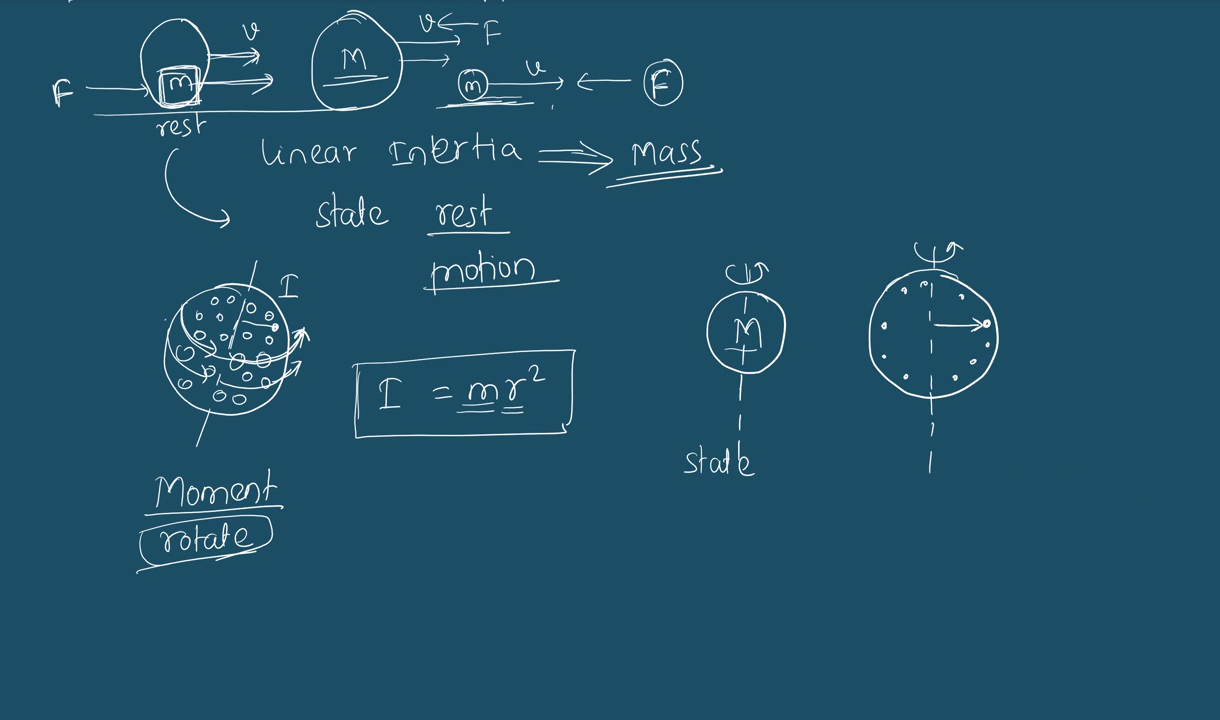 v
v F
F m M m v F
rest
Linear Inertia ⟹ Mass
state rest
motion
I
M
I = mr²
state
Moment
rotate